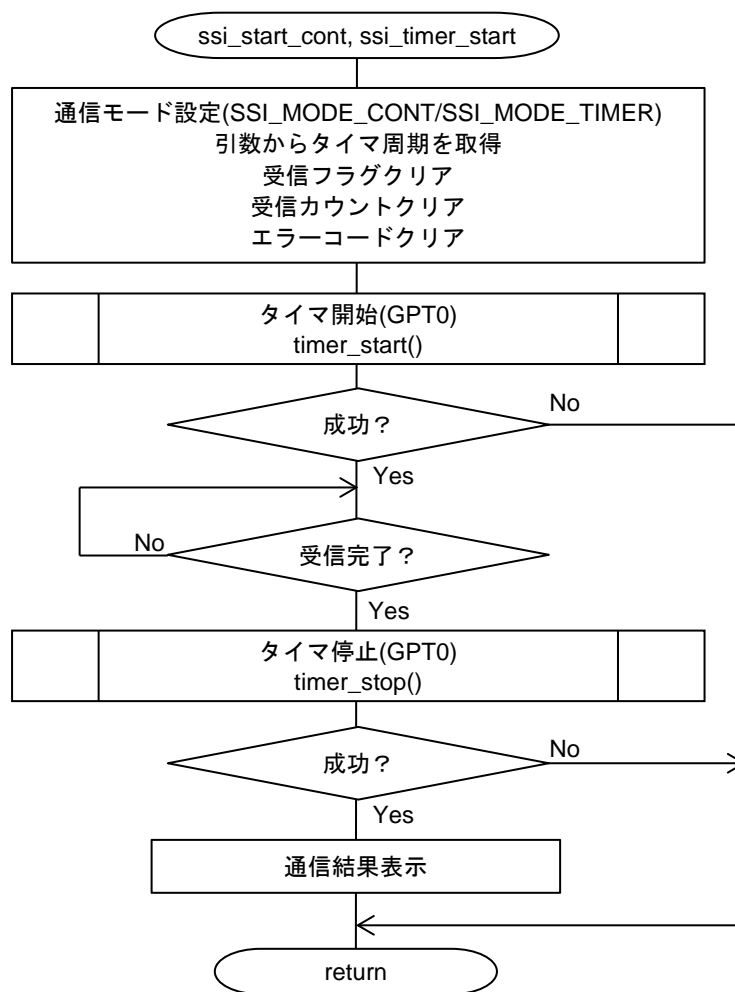 ssi_start_cont, ssi_timer_start
通信モード設定(SSI_MODE_CONT/SSI_MODE_TIMER)
引数からタイマ周期を取得
受信フラグクリア
受信カウントクリア
エラーコードクリア
タイマ開始(GPT0)
timer_start()
成功？
No
Yes
No
受信完了？
Yes
タイマ停止(GPT0)
timer_stop()
成功？
No
Yes
通信結果表示
return